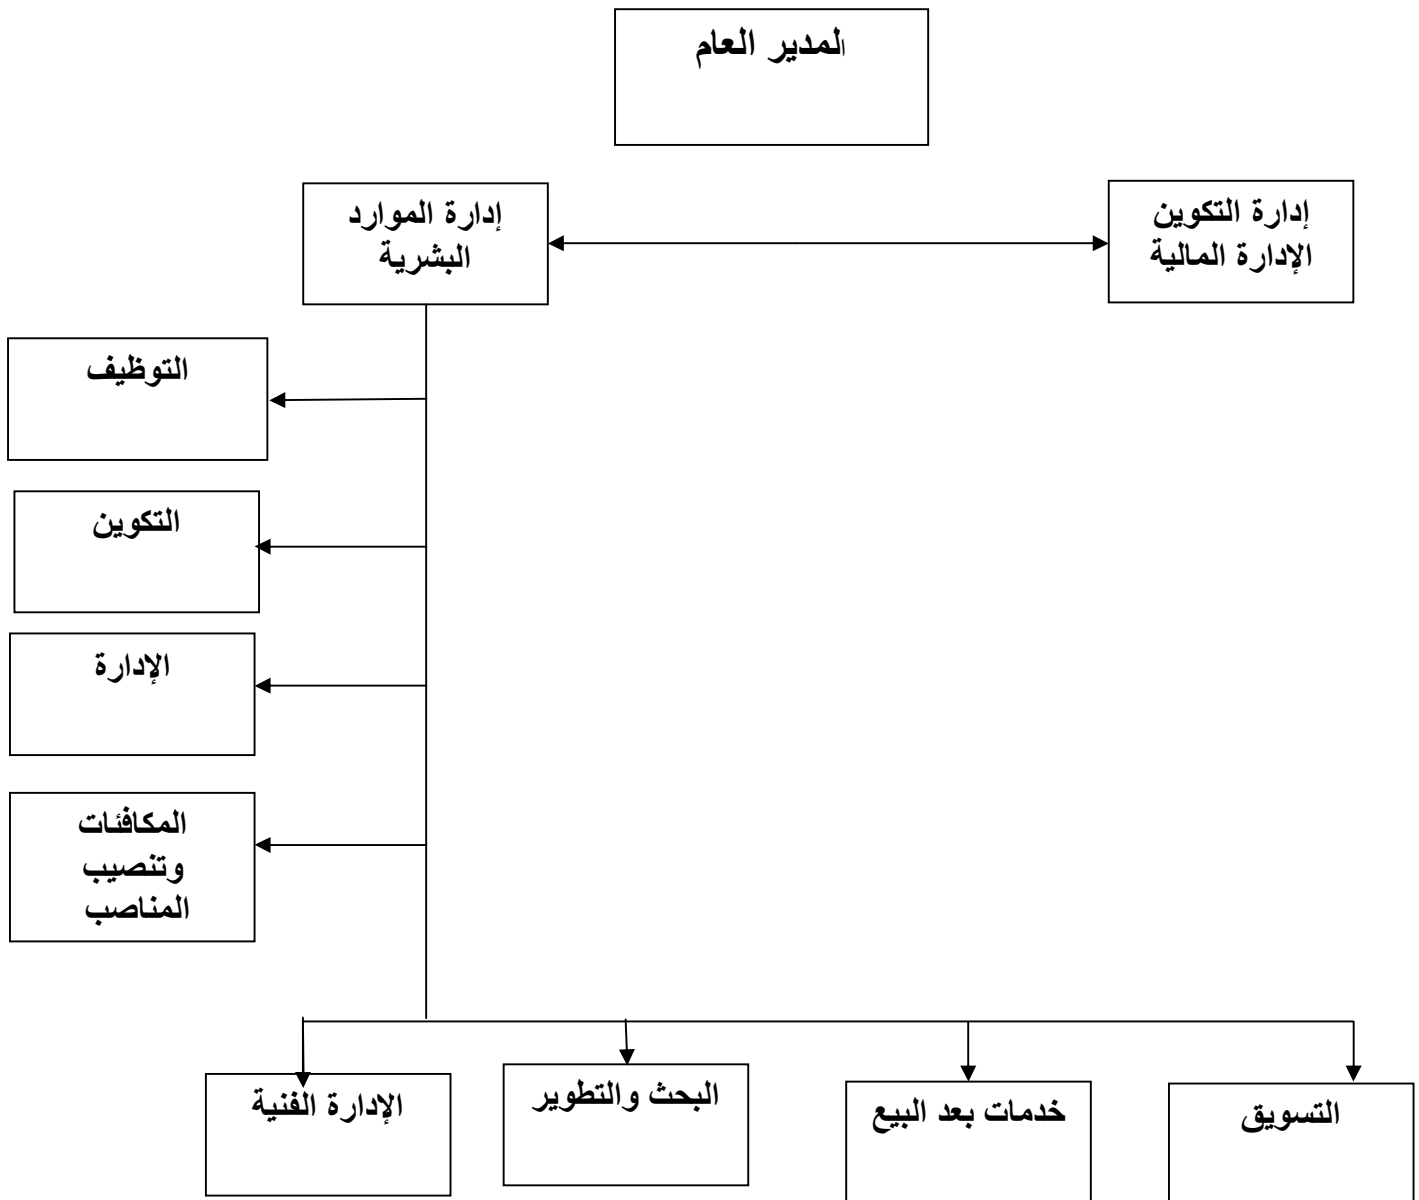 المدير العام
إدارة التكوين
الإدارة المالية
إدارة الموارد
البشرية
التوظيف
التكوين
الإدارة
المكافئات
وتنصيب
المناصب
التسويق
خدمات بعد البيع
البحث والتطوير
الإدارة الفنية